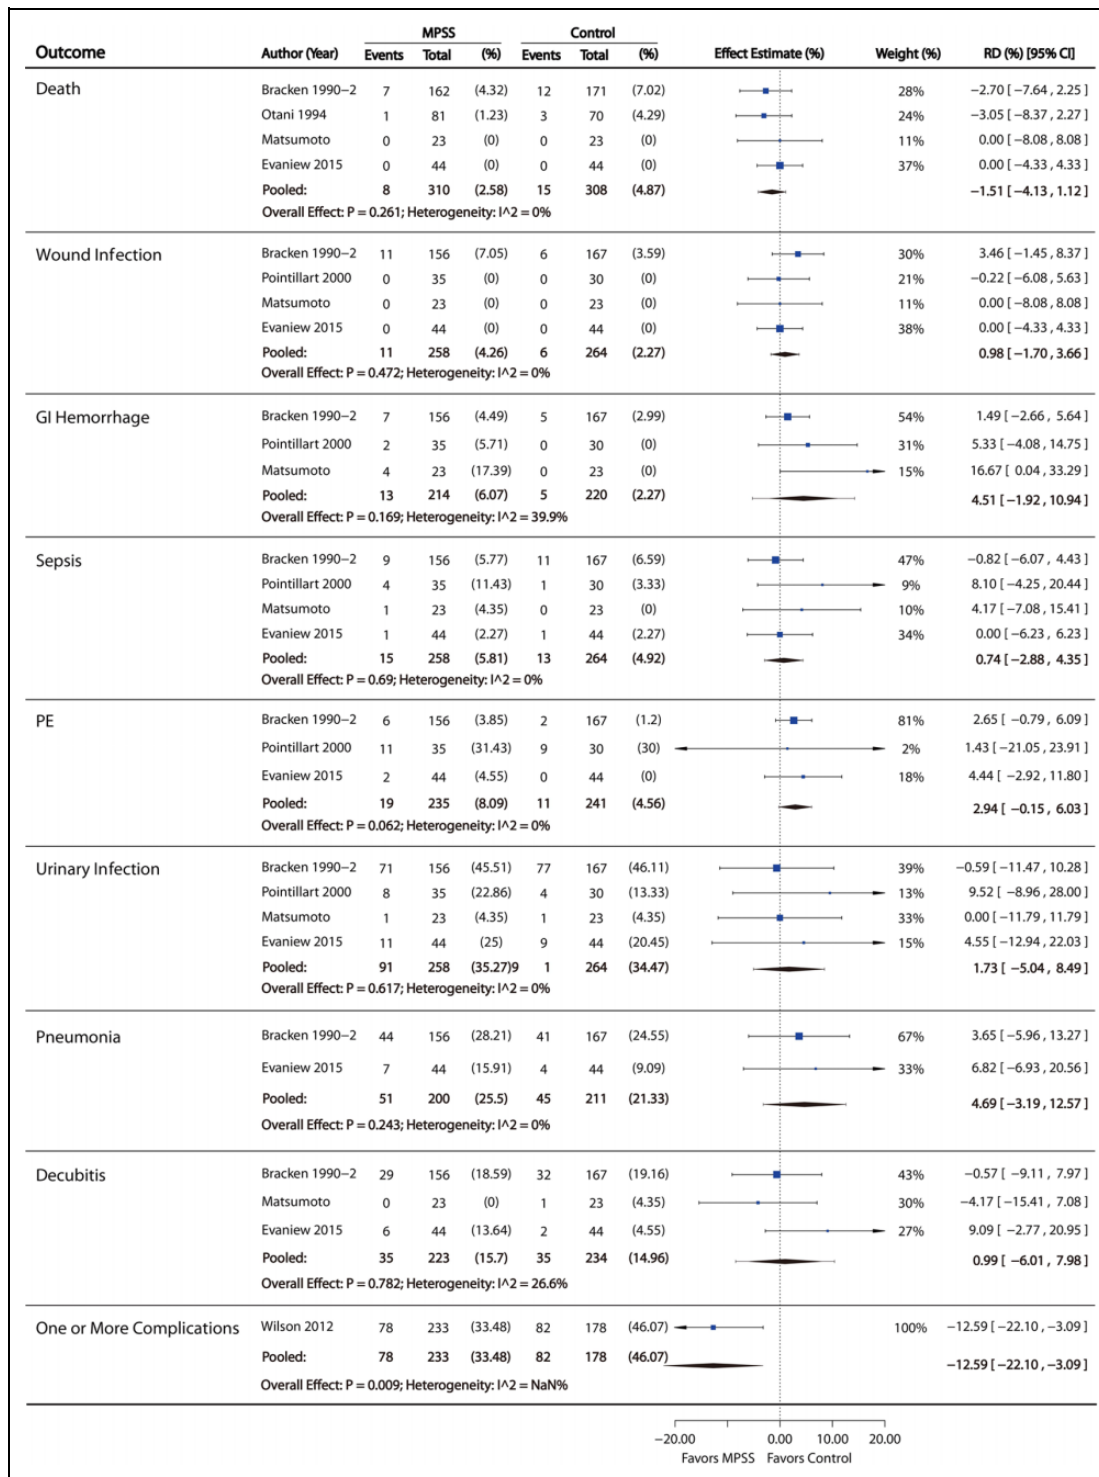 MPSS Control
Outcome Author (Year) Events Total (%) Events Total (%) Effect Estimate (%) Weight (%) RD (%) [95% CI]
Death Bracken 1990−2 7 162 (4.32) 12 171 (7.02) 28% −2.70 [ −7.64 , 2.25 ]
Otani 1994 1 81 (1.23) 3 70 (4.29) 24% −3.05 [ −8.37 , 2.27 ]
Matsumoto 0 23 (0) 0 23 (0) 11% 0.00 [ −8.08 , 8.08 ]
Evaniew 2015 0 44 (0) 0 44 (0) 37% 0.00 [ −4.33 , 4.33 ]
Pooled: 8 310 (2.58) 15 308 (4.87) −1.51 [ −4.13 , 1.12 ]
Overall Effect: P = 0.261; Heterogeneity: I^2 = 0%
Wound Infection Bracken 1990−2 11 156 (7.05) 6 167 (3.59) 30% 3.46 [ −1.45 , 8.37 ]
Pointillart 2000 0 35 (0) 0 30 (0) 21% −0.22 [ −6.08 , 5.63 ]
Matsumoto 0 23 (0) 0 23 (0) 11% 0.00 [ −8.08 , 8.08 ]
Evaniew 2015 0 44 (0) 0 44 (0) 38% 0.00 [ −4.33 , 4.33 ]
Pooled: 11 258 (4.26) 6 264 (2.27) 0.98 [ −1.70 , 3.66 ]
Overall Effect: P = 0.472; Heterogeneity: I^2 = 0%
GI Hemorrhage Bracken 1990−2 7 156 (4.49) 5 167 (2.99) 54% 1.49 [ −2.66 , 5.64 ]
Pointillart 2000 2 35 (5.71) 0 30 (0) 31% 5.33 [ −4.08 , 14.75 ]
Matsumoto 4 23 (17.39) 0 23 (0) 15% 16.67 [ 0.04 , 33.29 ]
Pooled: 13 214 (6.07) 5 220 (2.27) 4.51 [ −1.92 , 10.94 ]
Overall Effect: P = 0.169; Heterogeneity: I^2 = 39.9%
Sepsis Bracken 1990−2 9 156 (5.77) 11 167 (6.59) 47% −0.82 [ −6.07 , 4.43 ]
Pointillart 2000 4 35 (11.43) 1 30 (3.33) 9% 8.10 [ −4.25 , 20.44 ]
Matsumoto 1 23 (4.35) 0 23 (0) 10% 4.17 [ −7.08 , 15.41 ]
Evaniew 2015 1 44 (2.27) 1 44 (2.27) 34% 0.00 [ −6.23 , 6.23 ]
Pooled: 15 258 (5.81) 13 264 (4.92) 0.74 [ −2.88 , 4.35 ]
Overall Effect: P = 0.69; Heterogeneity: I^2 = 0%
PE Bracken 1990−2 6 156 (3.85) 2 167 (1.2) 81% 2.65 [ −0.79 , 6.09 ]
Pointillart 2000 11 35 (31.43) 9 30 (30) 2% 1.43 [ −21.05 , 23.91 ]
Evaniew 2015 2 44 (4.55) 0 44 (0) 18% 4.44 [ −2.92 , 11.80 ]
Pooled: 19 235 (8.09) 11 241 (4.56) 2.94 [ −0.15 , 6.03 ]
Overall Effect: P = 0.062; Heterogeneity: I^2 = 0%
Urinary Infection Bracken 1990−2 71 156 (45.51) 77 167 (46.11) 39% −0.59 [ −11.47 , 10.28 ]
Pointillart 2000 8 35 (22.86) 4 30 (13.33) 13% 9.52 [ −8.96 , 28.00 ]
Matsumoto 1 23 (4.35) 1 23 (4.35) 33% 0.00 [ −11.79 , 11.79 ]
Evaniew 2015 11 44 (25) 9 44 (20.45) 15% 4.55 [ −12.94 , 22.03 ]
Pooled: 91 258 (35.27)9 1 264 (34.47) 1.73 [ −5.04 , 8.49 ]
Overall Effect: P = 0.617; Heterogeneity: I^2 = 0%
Pneumonia Bracken 1990−2 44 156 (28.21) 41 167 (24.55) 67% 3.65 [ −5.96 , 13.27 ]
Evaniew 2015 7 44 (15.91) 4 44 (9.09) 33% 6.82 [ −6.93 , 20.56 ]
Pooled: 51 200 (25.5) 45 211 (21.33) 4.69 [ −3.19 , 12.57 ]
Overall Effect: P = 0.243; Heterogeneity: I^2 = 0%
Decubitis Bracken 1990−2 29 156 (18.59) 32 167 (19.16) 43% −0.57 [ −9.11 , 7.97 ]
Matsumoto 0 23 (0) 1 23 (4.35) 30% −4.17 [ −15.41 , 7.08 ]
Evaniew 2015 6 44 (13.64) 2 44 (4.55) 27% 9.09 [ −2.77 , 20.95 ]
Pooled: 35 223 (15.7) 35 234 (14.96) 0.99 [ −6.01 , 7.98 ]
Overall Effect: P = 0.782; Heterogeneity: I^2 = 26.6%
One or More Complications Wilson 2012 78 233 (33.48) 82 178 (46.07) 100% −12.59 [ −22.10 , −3.09 ]
Pooled: 78 233 (33.48) 82 178 (46.07) −12.59 [ −22.10 , −3.09 ]
Overall Effect: P = 0.009; Heterogeneity: I^2 = NaN%
−20.00 0.00 10.00 20.00
Favors MPSS Favors Control